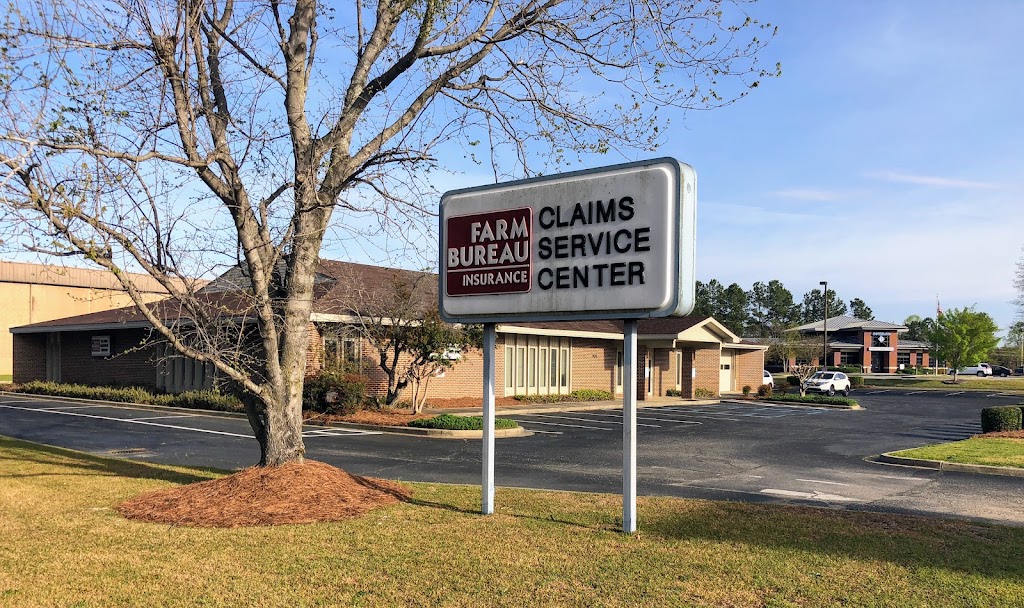 FARM
BUREAU
INSURANCE
CLAIMS
SERVICE
CENTER